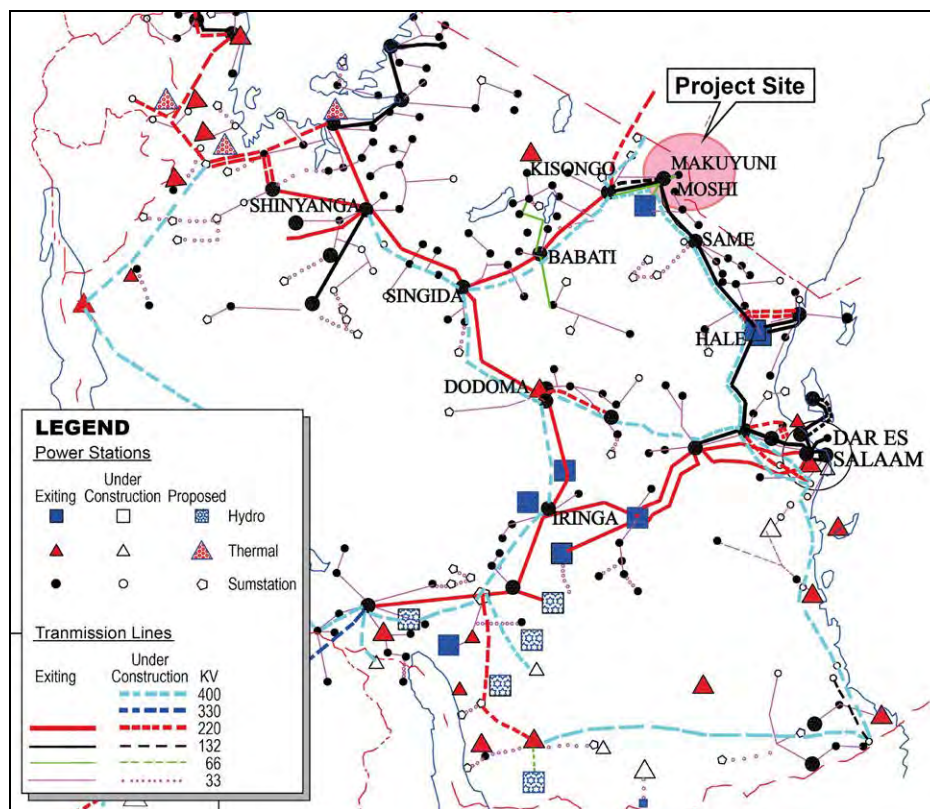 Project Site
KISONGO
MAKUYUNI
MOSHI
SHINYANGA
SAME
BABATI
SINGIDA
HALE
DODOMA
DAR ES
SALAAM
IRINGA
LEGEND
Power Stations
Exiting
Under
Construction
Proposed
Hydro
Thermal
Sumstation
Tranmission Lines
Exiting
Under
Construction
KV
400
330
220
132
66
33